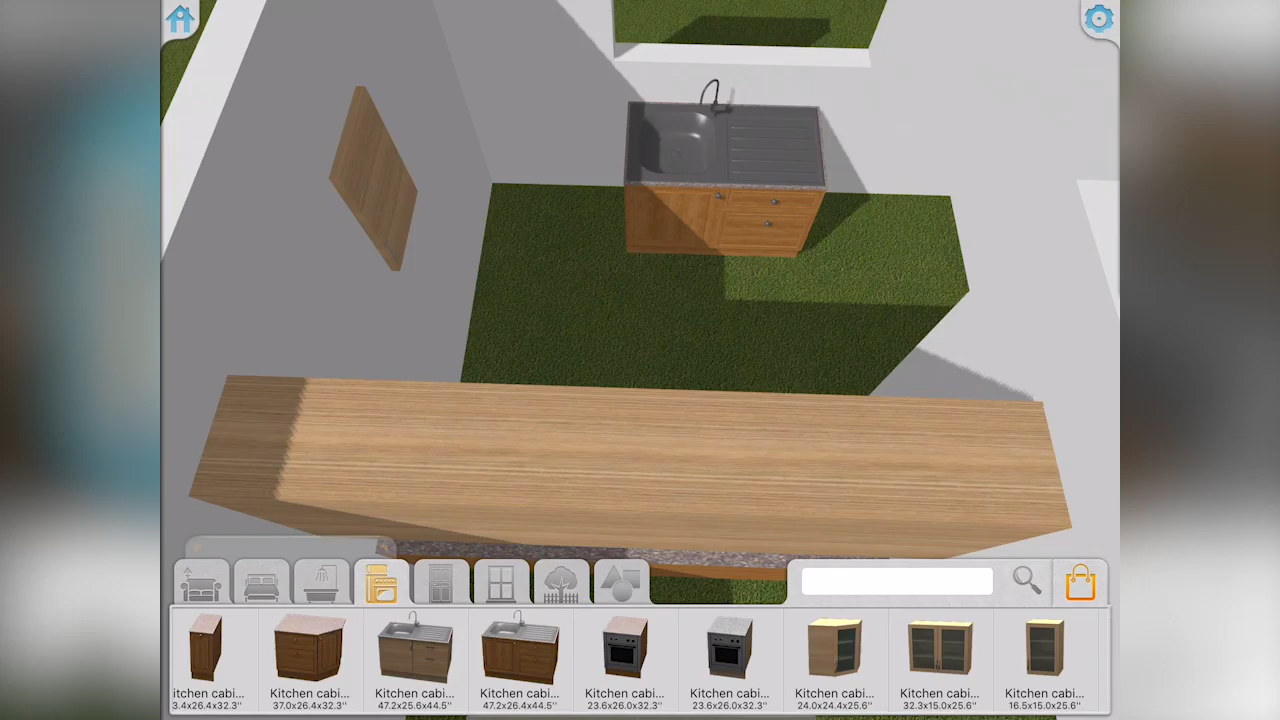 itchen cabi...
3.4x26.4x32.3"
Kitchen cabi...
37.0x26.4x32.3"
Kitchen cabi...
47.2x25.6x44.5"
Kitchen cabi...
47.2x26.4x44.5"
Kitchen cabi...
23.6x26.0x32.3"
Kitchen cabi...
23.6x26.0x32.3"
Kitchen cabi...
24.0x24.4x25.6"
Kitchen cabi...
32.3x15.0x25.6"
Kitchen cabi...
16.5x15.0x25.6"